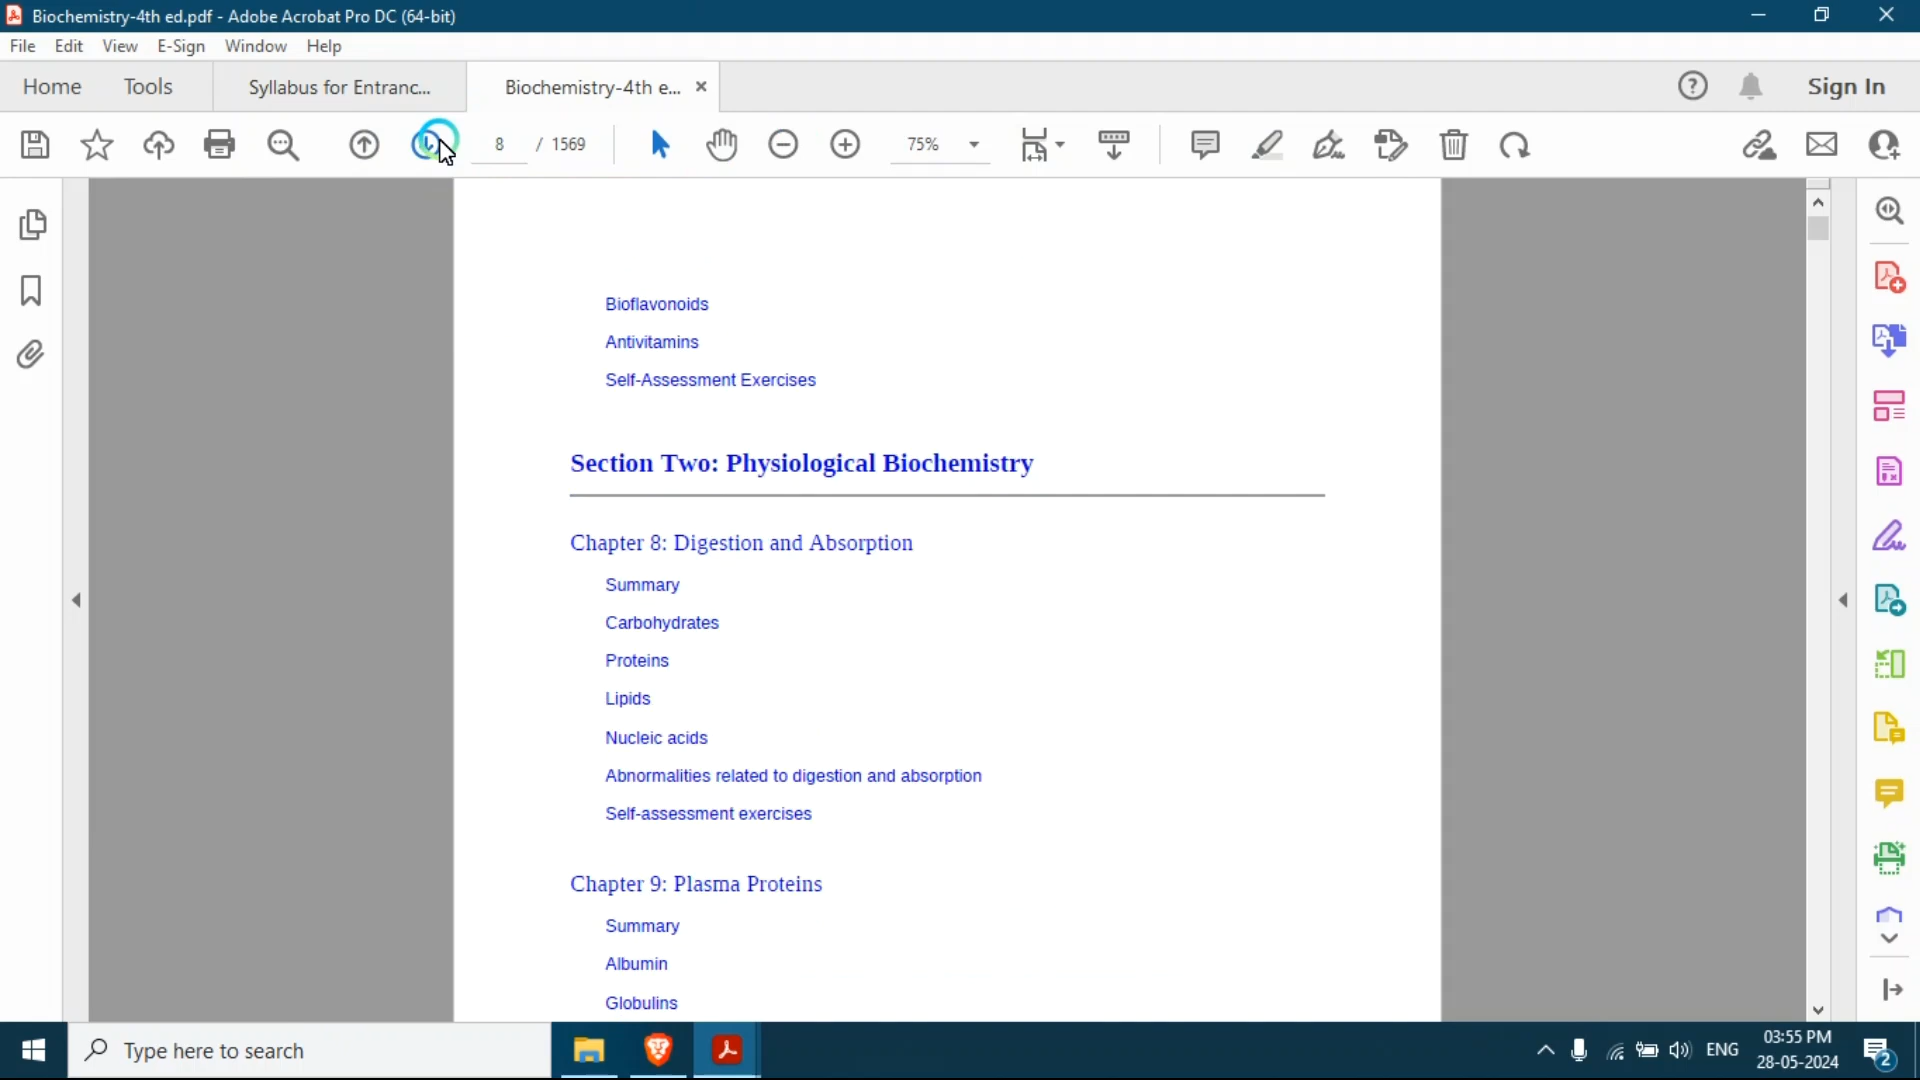 Biochemistry-4th ed.pdf - Adobe Acrobat Pro DC (64-bit)
File Edit View E-Sign Window Help
Home Tools Syllabus for Entranc... Biochemistry-4th e... Sign In
8 / 1569 75%
Bioflavonoids
Antivitamins
Self-Assessment Exercises
Section Two: Physiological Biochemistry
Chapter 8: Digestion and Absorption
Summary
Carbohydrates
Proteins
Lipids
Nucleic acids
Abnormalities related to digestion and absorption
Self-assessment exercises
Chapter 9: Plasma Proteins
Summary
Albumin
Globulins
Type here to search
ENG
03:55 PM
28-05-2024
2